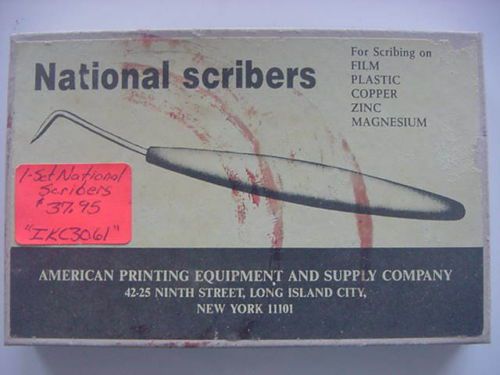 National scribers
For Scribing on
FILM
PLASTIC
COPPER
ZINC
MAGNESIUM
1-Set National
Scribers
$37.95
"IKC3061"
AMERICAN PRINTING EQUIPMENT AND SUPPLY COMPANY
42-25 NINTH STREET, LONG ISLAND CITY,
NEW YORK 11101